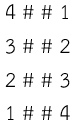 4 # # 1
3 # # 2
2 # # 3
1 # # 4